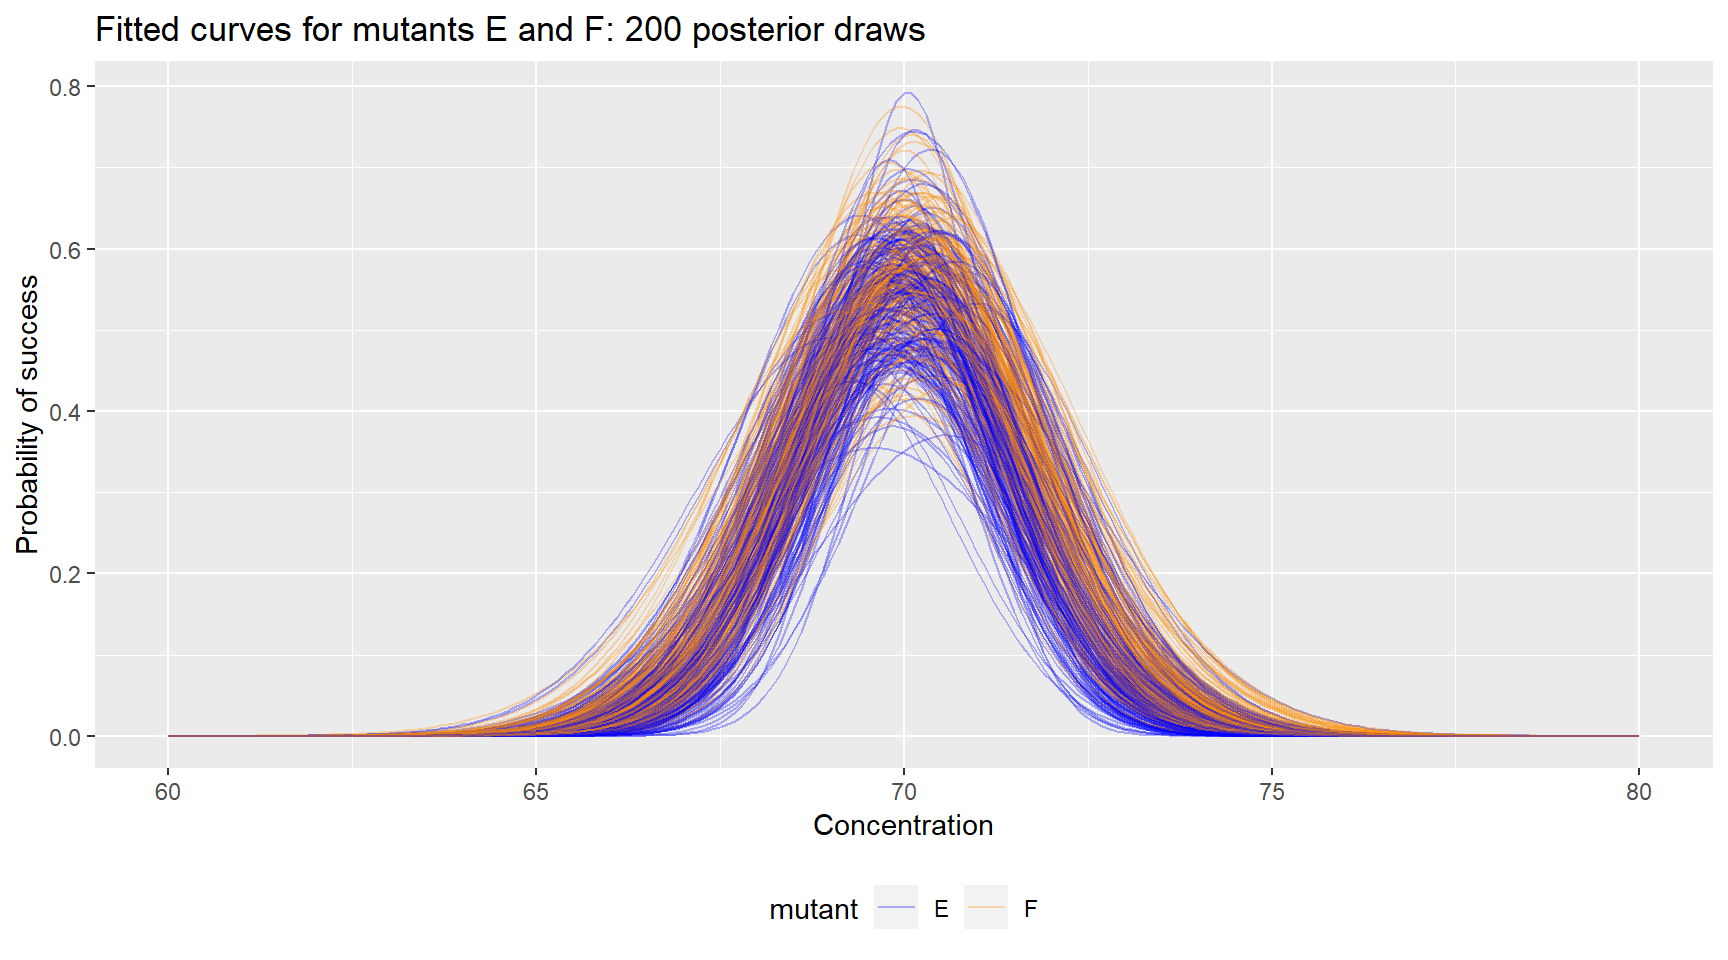 Fitted curves for mutants E and F: 200 posterior draws
0.8
0.6
0.4
0.2
0.0
Probability of success
60 65 70 75 80
Concentration
mutant E F